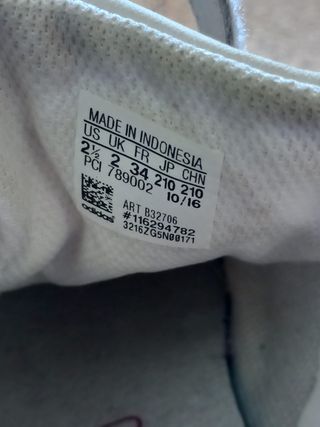 MADE IN INDONESIA
US UK FR JP CHN
2½ 2 34 210 210
PCI 789002 10/16
ART B32706
adidas #116294782
3216ZG5N00171